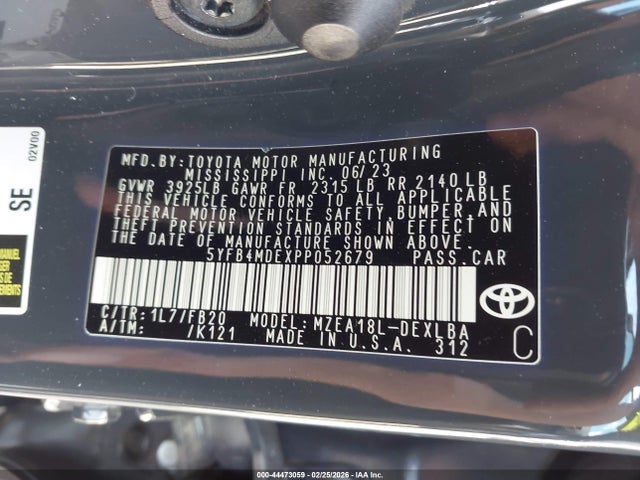 MFD.BY:TOYOTA MOTOR MANUFACTURING
MISSISSIPPI INC. 06/23
GVWR 3925LB GAWR FR 2315 LB RR 2140 LB
THIS VEHICLE CONFORMS TO ALL APPLICABLE
FEDERAL MOTOR VEHICLE SAFETY, BUMPER, AND
THEFT PREVENTION STANDARDS IN EFFECT ON
THE DATE OF MANUFACTURE SHOWN ABOVE.
5YFB4MDEXPP052679 PASS.CAR
C/TR: 1L7/FB20 MODEL: MZEA18L-DEXLBA
A/TM: /K121 MADE IN U.S.A. 312
C
SE
02V00
MANUEL
000-44473059 - 02/25/2026 - IAA Inc.